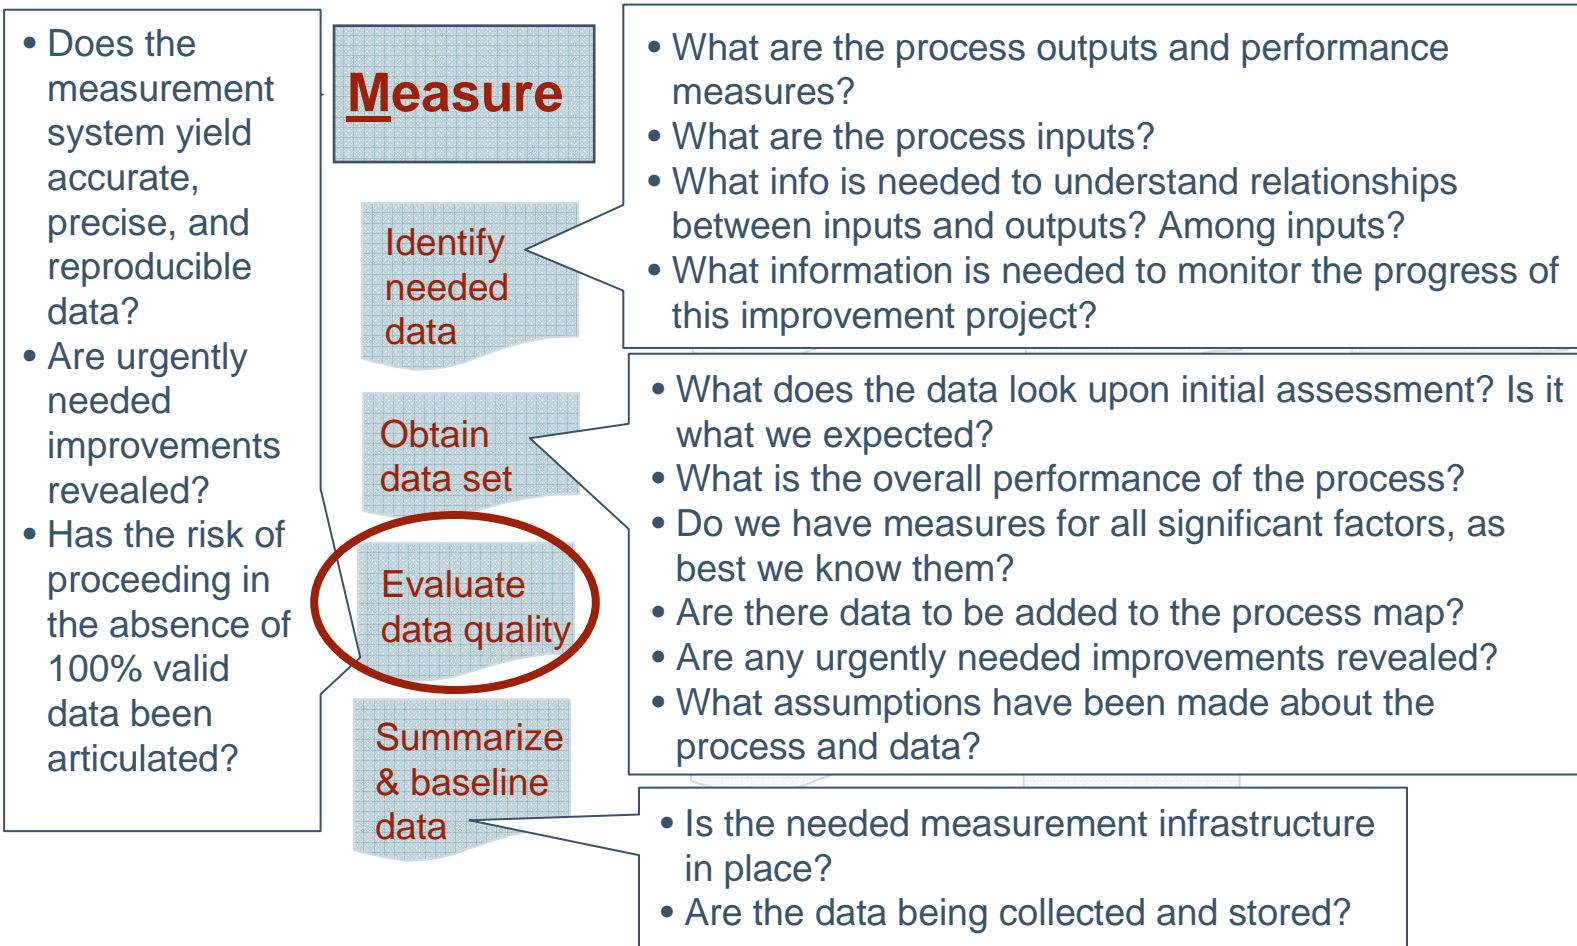 • Does the
measurement
system yield
accurate,
precise, and
reproducible
data?
• Are urgently
needed
improvements
revealed?
• Has the risk of
proceeding in
the absence of
100% valid
data been
articulated?
Measure
Identify
needed
data
Obtain
data set
Evaluate
data quality
Summarize
& baseline
data
• What are the process outputs and performance
measures?
• What are the process inputs?
• What info is needed to understand relationships
between inputs and outputs? Among inputs?
• What information is needed to monitor the progress of
this improvement project?
• What does the data look upon initial assessment? Is it
what we expected?
• What is the overall performance of the process?
• Do we have measures for all significant factors, as
best we know them?
• Are there data to be added to the process map?
• Are any urgently needed improvements revealed?
• What assumptions have been made about the
process and data?
• Is the needed measurement infrastructure
in place?
• Are the data being collected and stored?